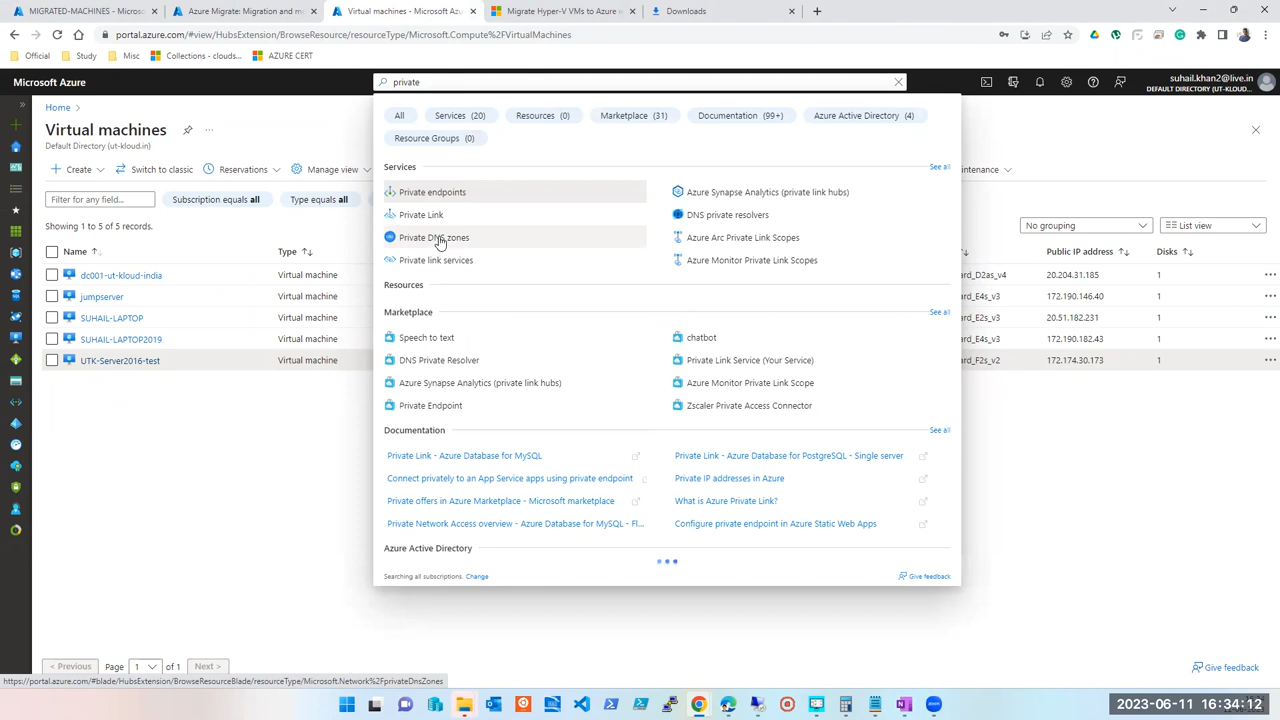 MIGRATED-MACHINES - Microsoft A
Azure Migrate: Migration and mo
Virtual machines - Microsoft Az
Migrate Hyper-V VMs to Azure w
Downloads
portal.azure.com/#view/HubsExtension/BrowseResource/resourceType/Microsoft.Compute%2FVirtualMachines
Official
Study
Misc
Collections - clouds...
AZURE CERT
Microsoft Azure
private
suhail.khan2@live.in
DEFAULT DIRECTORY (UT-KLOUD....
Home >
Virtual machines
Default Directory (ut-kloud.in)
All
Services (20)
Resources (0)
Marketplace (31)
Documentation (99+)
Azure Active Directory (4)
Resource Groups (0)
Create
Switch to classic
Reservations
Manage view
intenance
Filter for any field...
Subscription equals all
Type equals all
Showing 1 to 5 of 5 records.
No grouping
List view
Services
See all
Private endpoints
Azure Synapse Analytics (private link hubs)
Private Link
DNS private resolvers
Private DNS zones
Azure Arc Private Link Scopes
Private link services
Azure Monitor Private Link Scopes
Resources
Marketplace
See all
Speech to text
chatbot
DNS Private Resolver
Private Link Service (Your Service)
Azure Synapse Analytics (private link hubs)
Azure Monitor Private Link Scope
Private Endpoint
Zscaler Private Access Connector
Documentation
See all
Private Link - Azure Database for MySQL
Private Link - Azure Database for PostgreSQL - Single server
Connect privately to an App Service apps using private endpoint
Private IP addresses in Azure
Private offers in Azure Marketplace - Microsoft marketplace
What is Azure Private Link?
Private Network Access overview - Azure Database for MySQL - Fl...
Configure private endpoint in Azure Static Web Apps
Azure Active Directory
Searching all subscriptions. Change
Give feedback
Name
Type
Public IP address
Disks
dc001-ut-kloud-india
Virtual machine
ard_D2as_v4
20.204.31.185
1
jumpserver
Virtual machine
ard_E4s_v3
172.190.146.40
1
SUHAIL-LAPTOP
Virtual machine
ard_E2s_v3
20.51.182.231
1
SUHAIL-LAPTOP2019
Virtual machine
ard_E4s_v3
172.190.182.43
1
UTK-Server2016-test
Virtual machine
ard_F2s_v2
172.174.30.173
1
< Previous
Page
1
of 1
Next >
Give feedback
https://portal.azure.com/#blade/HubsExtension/BrowseResourceBlade/resourceType/Microsoft.Network%2FprivateDnsZones
2023-06-11 16:34:12